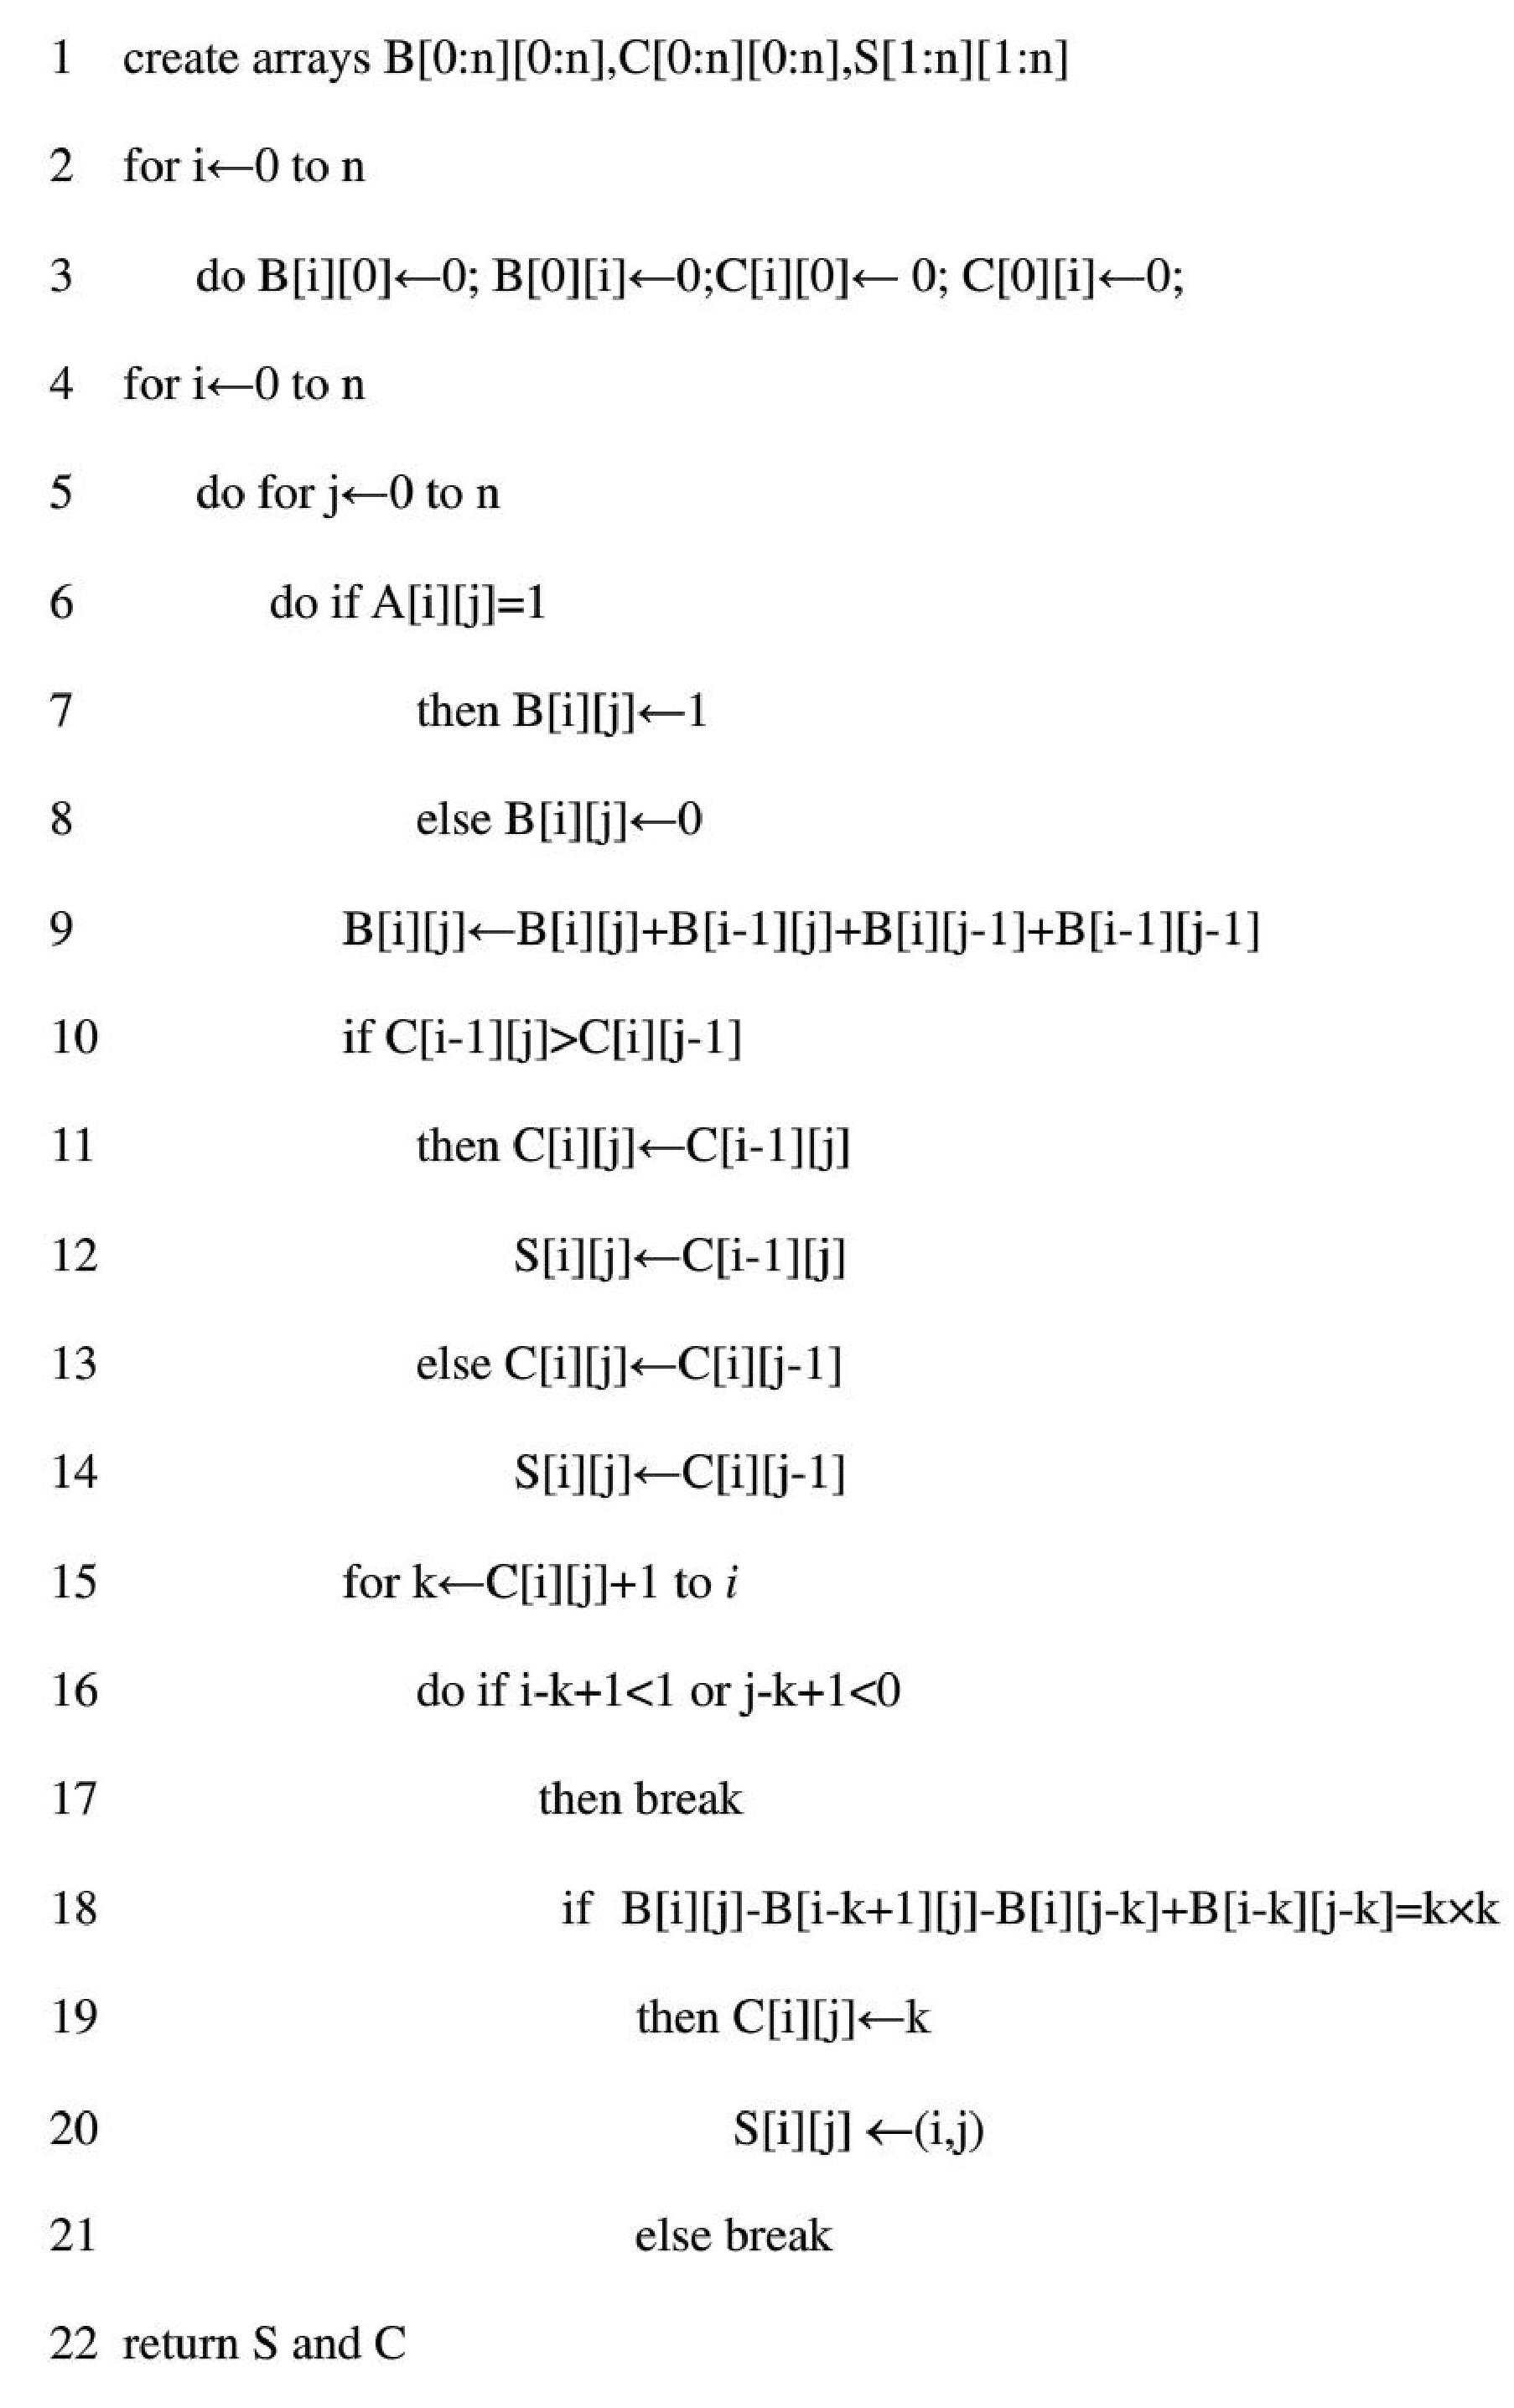 1 create arrays B[0:n][0:n],C[0:n][0:n],S[1:n][1:n]
2 for i←0 to n
3 do B[i][0]←0; B[0][i]←0;C[i][0]← 0; C[0][i]←0;
4 for i←0 to n
5 do for j←0 to n
6 do if A[i][j]=1
7 then B[i][j]←1
8 else B[i][j]←0
9 B[i][j]←B[i][j]+B[i-1][j]+B[i][j-1]+B[i-1][j-1]
10 if C[i-1][j]>C[i][j-1]
11 then C[i][j]←C[i-1][j]
12 S[i][j]←C[i-1][j]
13 else C[i][j]←C[i][j-1]
14 S[i][j]←C[i][j-1]
15 for k←C[i][j]+1 to i
16 do if i-k+1<1 or j-k+1<0
17 then break
18 if B[i][j]-B[i-k+1][j]-B[i][j-k]+B[i-k][j-k]=k×k
19 then C[i][j]←k
20 S[i][j] ←(i,j)
21 else break
22 return S and C